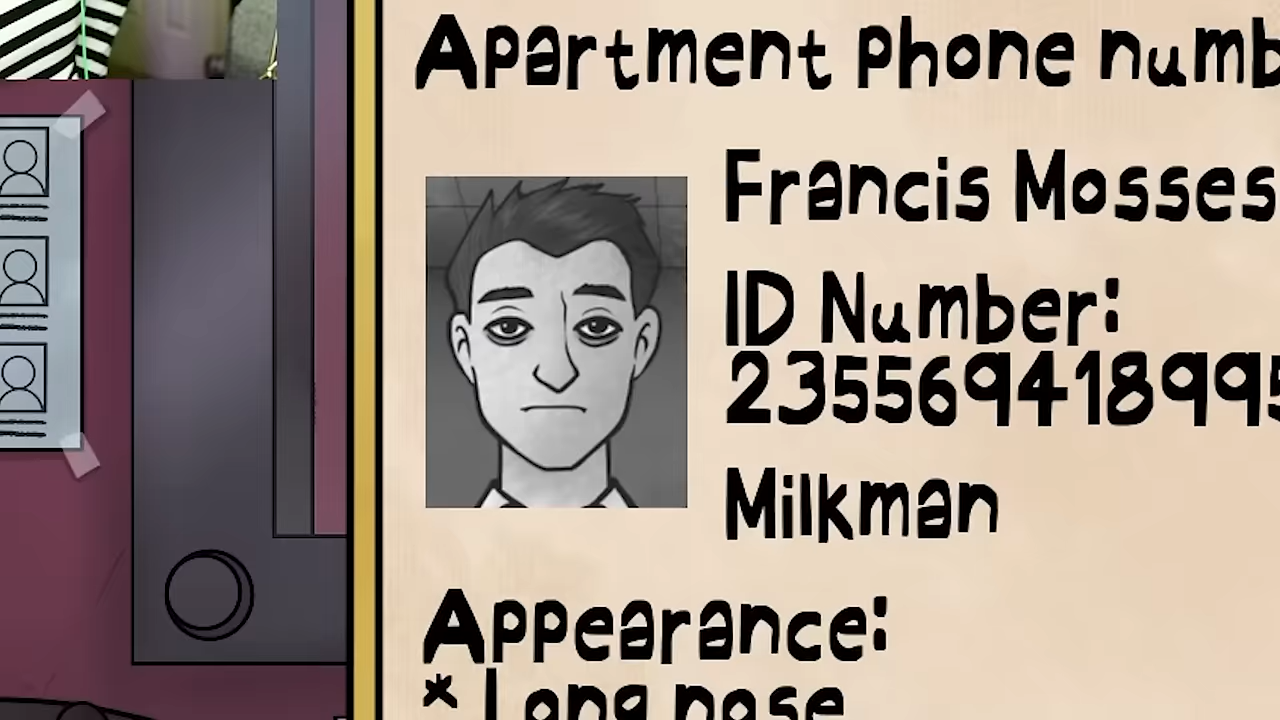 Apartment phone numb
Francis Mosses
ID Number:
23556941899
Milkman
Appearance:
* Long nose